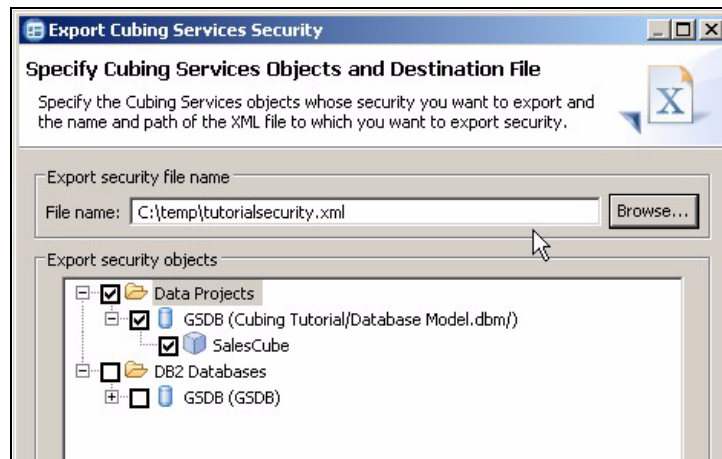 Export Cubing Services Security
Specify Cubing Services Objects and Destination File
Specify the Cubing Services objects whose security you want to export and
the name and path of the XML file to which you want to export security.
X
Export security file name
File name: C:\temp\tutorialsecurity.xml Browse...
Export security objects
Data Projects
GSDB (Cubing Tutorial/Database Model.dbm/)
SalesCube
DB2 Databases
GSDB (GSDB)